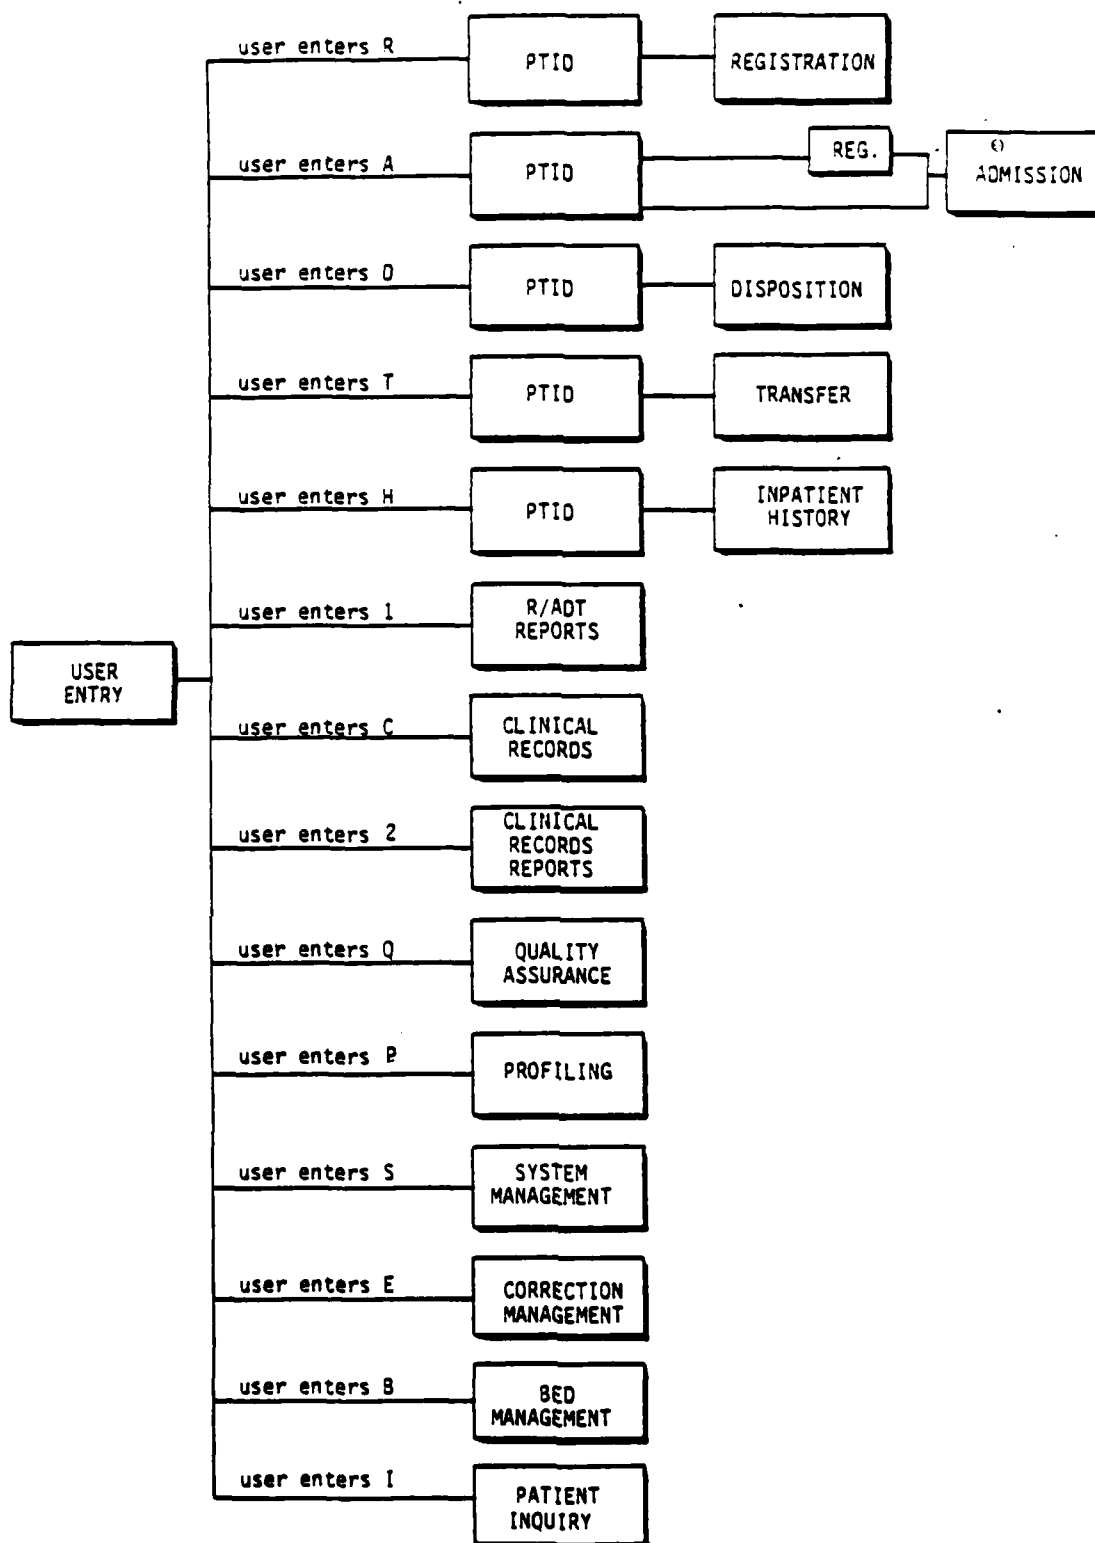 user enters R
PTID
REGISTRATION
user enters A
PTID
REG.
ADMISSION
user enters D
PTID
DISPOSITION
user enters T
PTID
TRANSFER
user enters H
PTID
INPATIENT
HISTORY
user enters 1
R/ADT
REPORTS
USER
ENTRY
user enters C
CLINICAL
RECORDS
user enters 2
CLINICAL
RECORDS
REPORTS
user enters Q
QUALITY
ASSURANCE
user enters P
PROFILING
user enters S
SYSTEM
MANAGEMENT
user enters E
CORRECTION
MANAGEMENT
user enters B
BED
MANAGEMENT
user enters I
PATIENT
INQUIRY